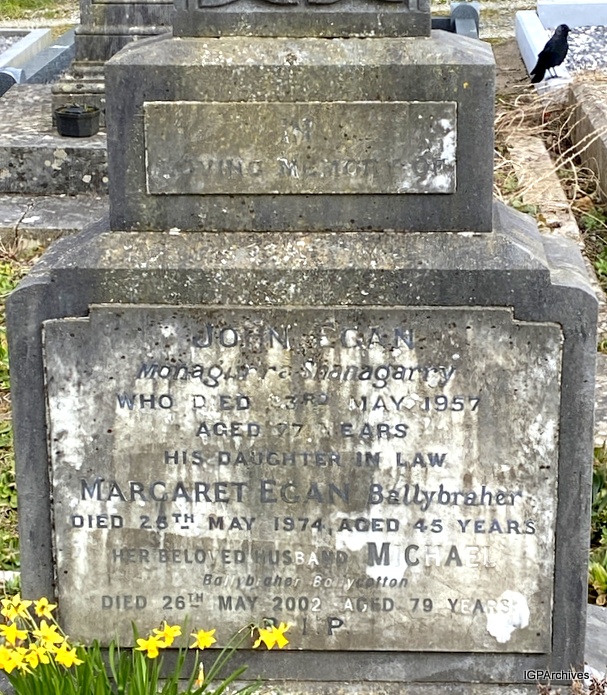 IN
LOVING MEMORY OF
JOHN EGAN
Shanagarry
WHO DIED MAY 1957
AGED YEARS
HIS DAUGHTER IN LAW
MARGARET EGAN Ballybraher
DIED 25TH MAY 1974, AGED 45 YEARS
HER BELOVED HUSBAND MICHAEL
Ballybraher Ballycotton
DIED 26TH MAY 2002 AGED 79 YEARS
R I P
IGPArchives